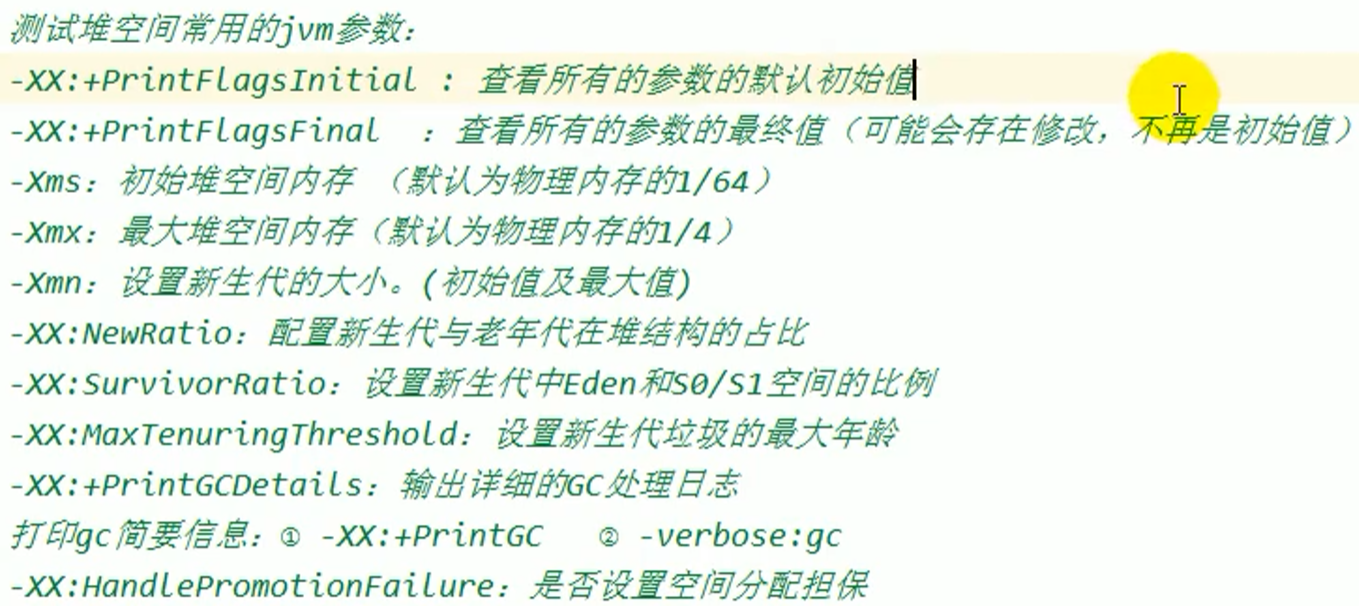 测试堆空间常用的jvm参数：
-XX:+PrintFlagsInitial : 查看所有的参数的默认初始值
-XX:+PrintFlagsFinal ：查看所有的参数的最终值（可能会存在修改，不再是初始值）
-Xms：初始堆空间内存 （默认为物理内存的1/64）
-Xmx：最大堆空间内存（默认为物理内存的1/4）
-Xmn：设置新生代的大小。(初始值及最大值)
-XX:NewRatio：配置新生代与老年代在堆结构的占比
-XX:SurvivorRatio：设置新生代中Eden和S0/S1空间的比例
-XX:MaxTenuringThreshold：设置新生代垃圾的最大年龄
-XX:+PrintGCDetails：输出详细的GC处理日志
打印gc简要信息：① -XX:+PrintGC ② -verbose:gc
-XX:HandlePromotionFailure：是否设置空间分配担保